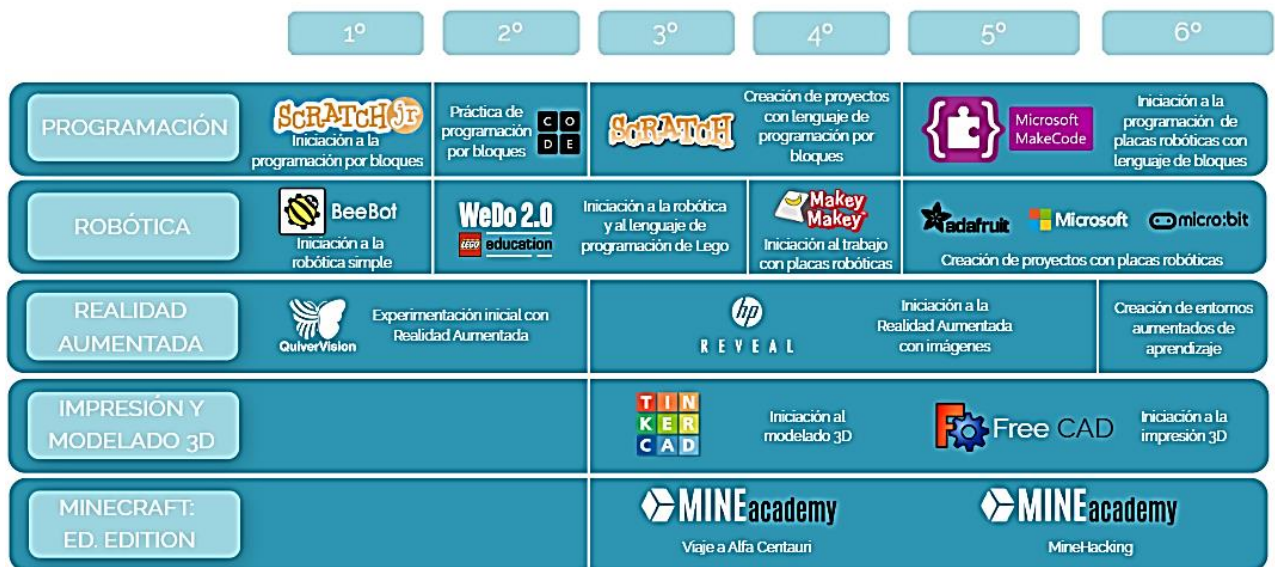 1º 2º 3º 4º 5º 6º
PROGRAMACIÓN
SCRATCH Jr
Iniciación a la
programación por bloques
Práctica de
programación
por bloques
C O
D E
SCRATCH
Creación de proyectos
con lenguaje de
programación por
bloques
Microsoft
MakeCode
Iniciación a la
programación de
placas robóticas con
lenguaje de bloques
ROBÓTICA
BeeBot
Iniciación a la
robótica simple
WeDo 2.0
LEGO education
Iniciación a la robótica
y al lenguaje de
programación de Lego
Makey
Makey
Iniciación al trabajo
con placas robóticas
adafruit Microsoft micro:bit
Creación de proyectos con placas robóticas
REALIDAD
AUMENTADA
QuiverVision
Experimentación inicial con
Realidad Aumentada
hp
REVEAL
Iniciación a la
Realidad Aumentada
con imágenes
Creación de entornos
aumentados de
aprendizaje
IMPRESIÓN Y
MODELADO 3D
TIN
KER
CAD
Iniciación al
modelado 3D
Free CAD
Iniciación a la
impresión 3D
MINECRAFT:
ED. EDITION
MINEacademy
Viaje a Alfa Centauri
MINEacademy
MineHacking